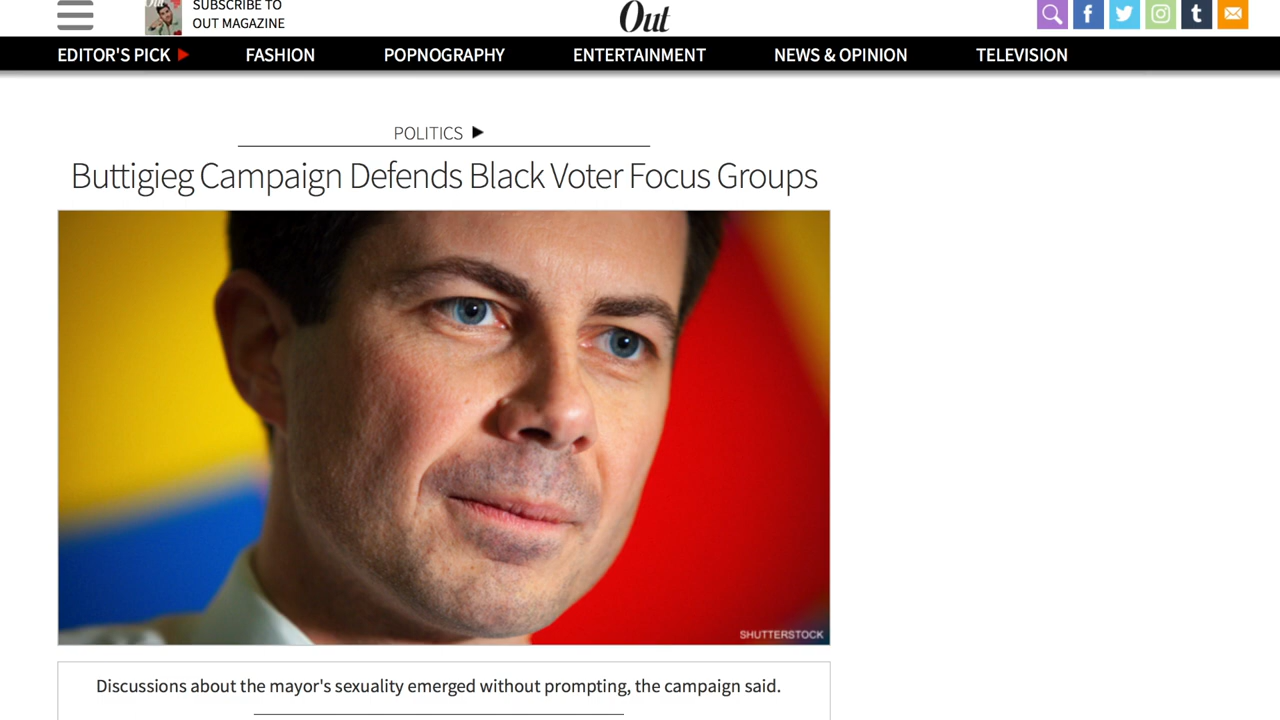 SUBSCRIBE TO
OUT MAGAZINE
Out
EDITOR'S PICK FASHION POPNOGRAPHY ENTERTAINMENT NEWS & OPINION TELEVISION
POLITICS
Buttigieg Campaign Defends Black Voter Focus Groups
SHUTTERSTOCK
Discussions about the mayor's sexuality emerged without prompting, the campaign said.